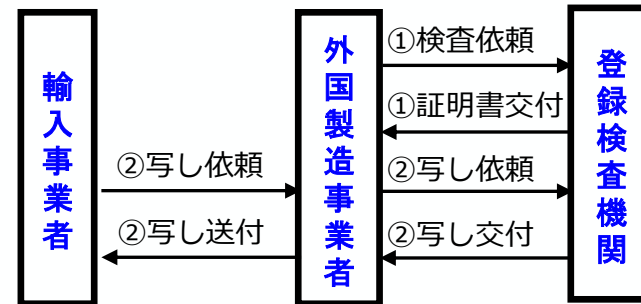 輸入事業者
②写し依頼
②写し送付
外国製造事業者
①検査依頼
①証明書交付
②写し依頼
②写し交付
登録検査機関